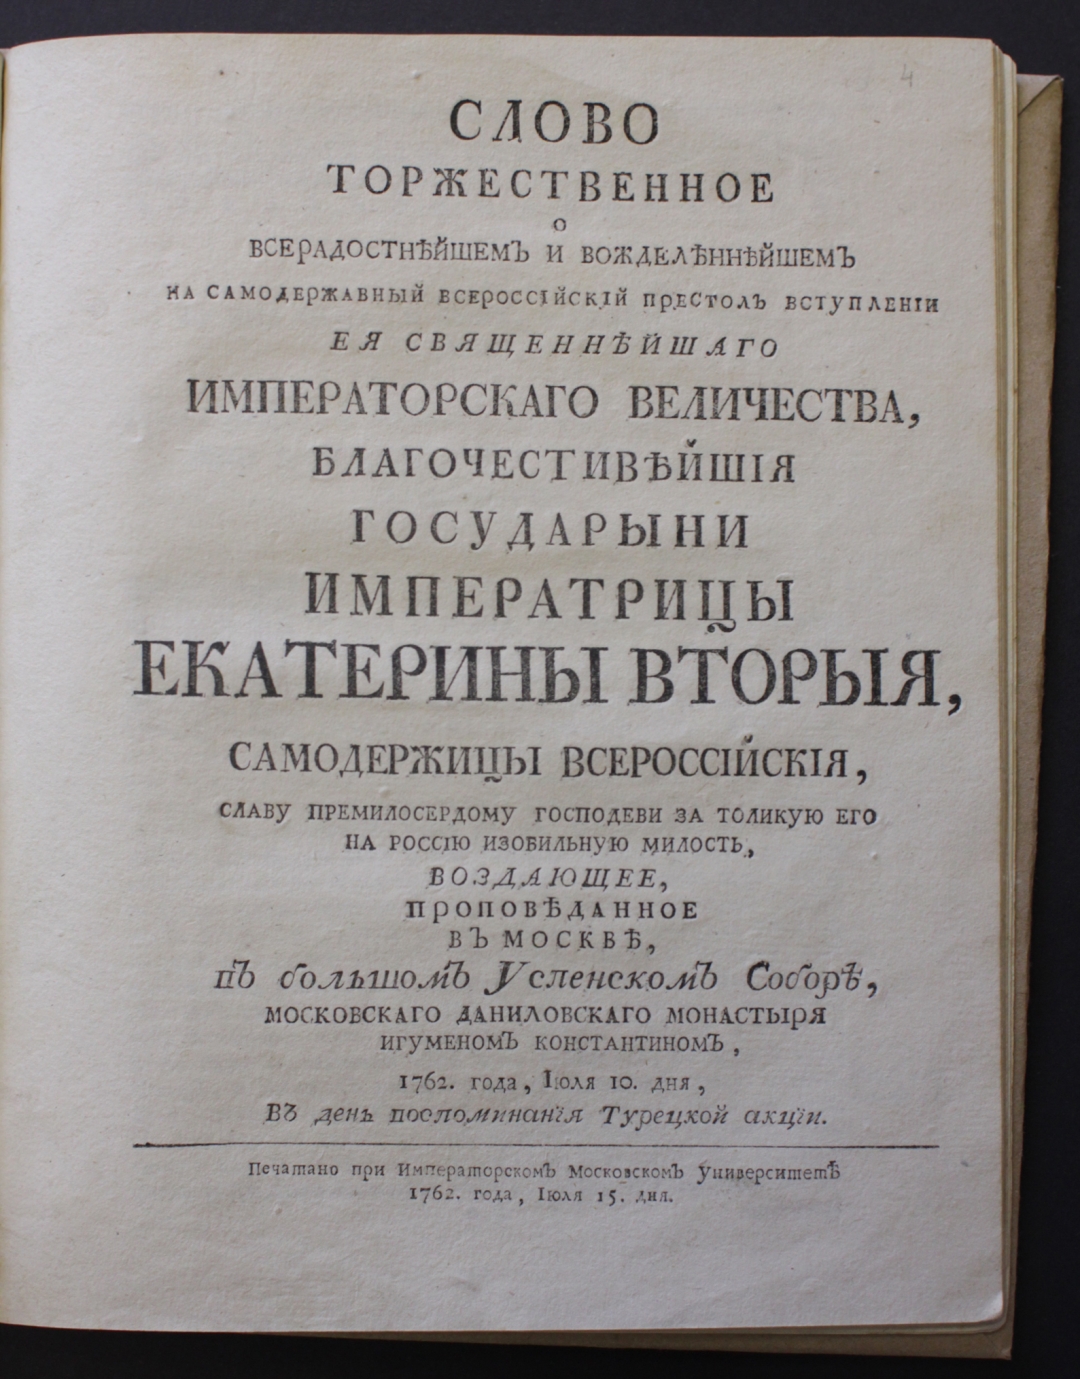 4
СЛОВО
ТОРЖЕСТВЕННОЕ
О
ВСЕРАДОСТНѢЙШЕМЪ И ВОЖДЕЛѢННѢЙШЕМЪ
НА САМОДЕРЖАВНЫЙ ВСЕРОССІЙСКІЙ ПРЕСТОЛЪ ВСТУПЛЕНІИ
ЕЯ СВЯЩЕННѢЙШАГО
ИМПЕРАТОРСКАГО ВЕЛИЧЕСТВА,
БЛАГОЧЕСТИВѢЙШІЯ
ГОСУДАРЫНИ
ИМПЕРАТРИЦЫ
ЕКАТЕРИНЫ ВТОРЫЯ,
САМОДЕРЖИЦЫ ВСЕРОССІЙСКІЯ,
СЛАВУ ПРЕМИЛОСЕРДОМУ ГОСПОДЕВИ ЗА ТОЛИКУЮ ЕГО
НА РОССІЮ ИЗОБИЛЬНУЮ МИЛОСТЬ,
ВОЗДАЮЩЕЕ,
ПРОПОВѢДАННОЕ
ВЪ МОСКВѢ,
въ большомъ Успенскомъ Соборѣ,
МОСКОВСКАГО ДАНИЛОВСКАГО МОНАСТЫРЯ
ИГУМЕНОМЪ КОНСТАНТИНОМЪ,
1762. года, Іюля 10. дня,
Въ день воспоминанія Турецкой акціи.
Печатано при Императорскомъ Московскомъ Университетѣ
1762. года, Іюля 15. дня.